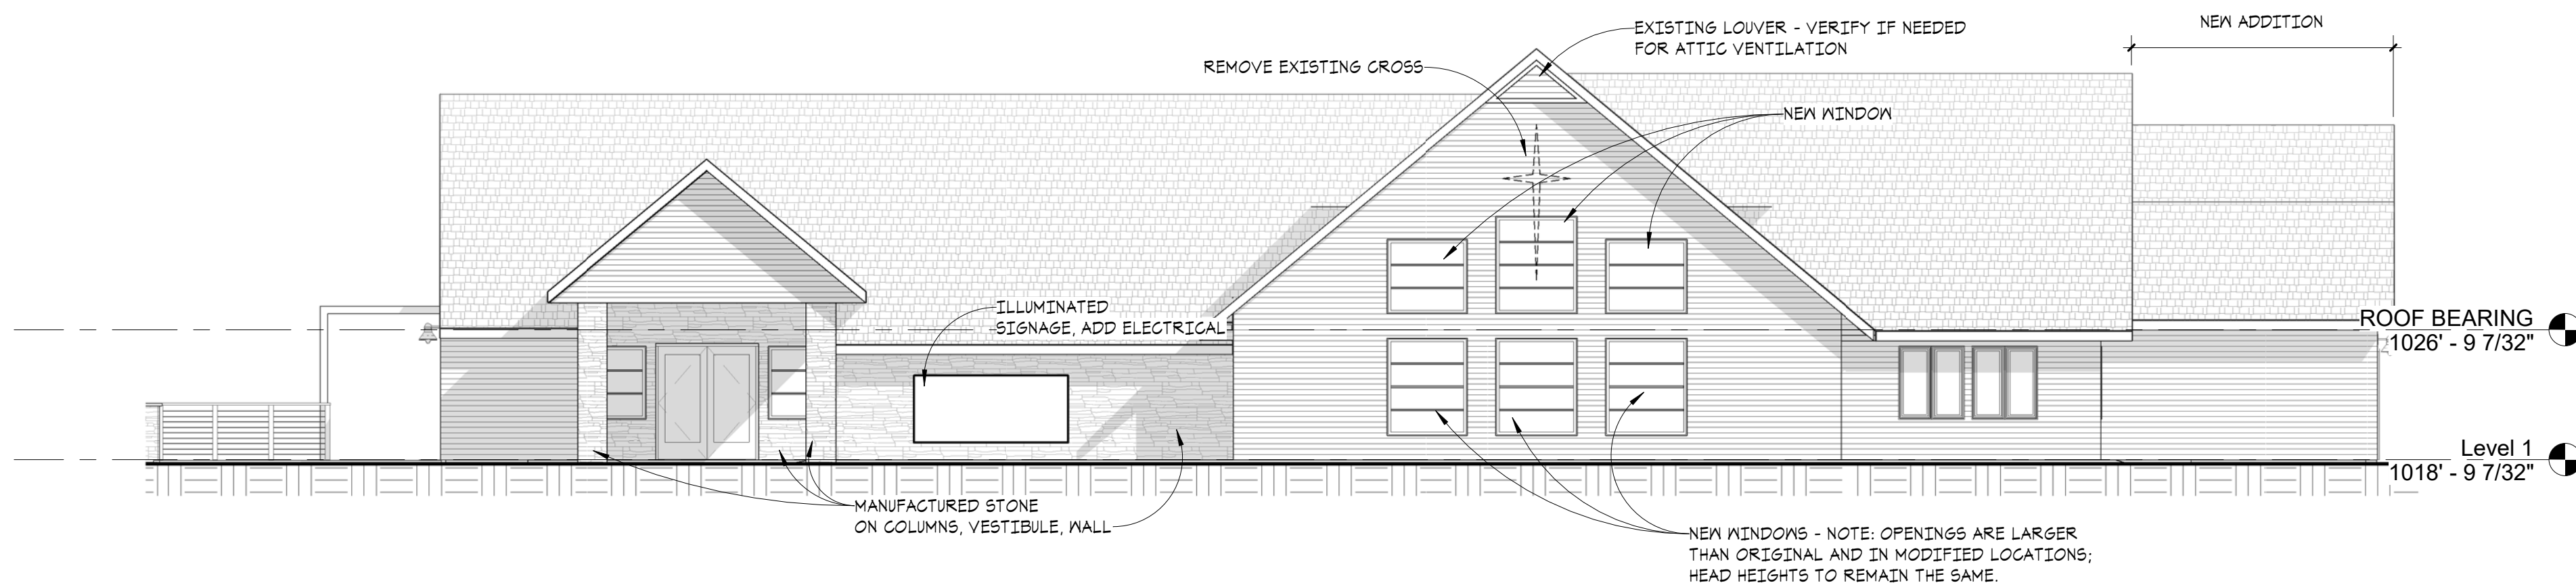 EXISTING LOUVER - VERIFY IF NEEDED
FOR ATTIC VENTILATION
NEW ADDITION
REMOVE EXISTING CROSS
NEW WINDOW
ILLUMINATED
SIGNAGE, ADD ELECTRICAL
ROOF BEARING
1026' - 9 7/32"
Level 1
1018' - 9 7/32"
MANUFACTURED STONE
ON COLUMNS, VESTIBULE, WALL
NEW WINDOWS - NOTE: OPENINGS ARE LARGER
THAN ORIGINAL AND IN MODIFIED LOCATIONS;
HEAD HEIGHTS TO REMAIN THE SAME.